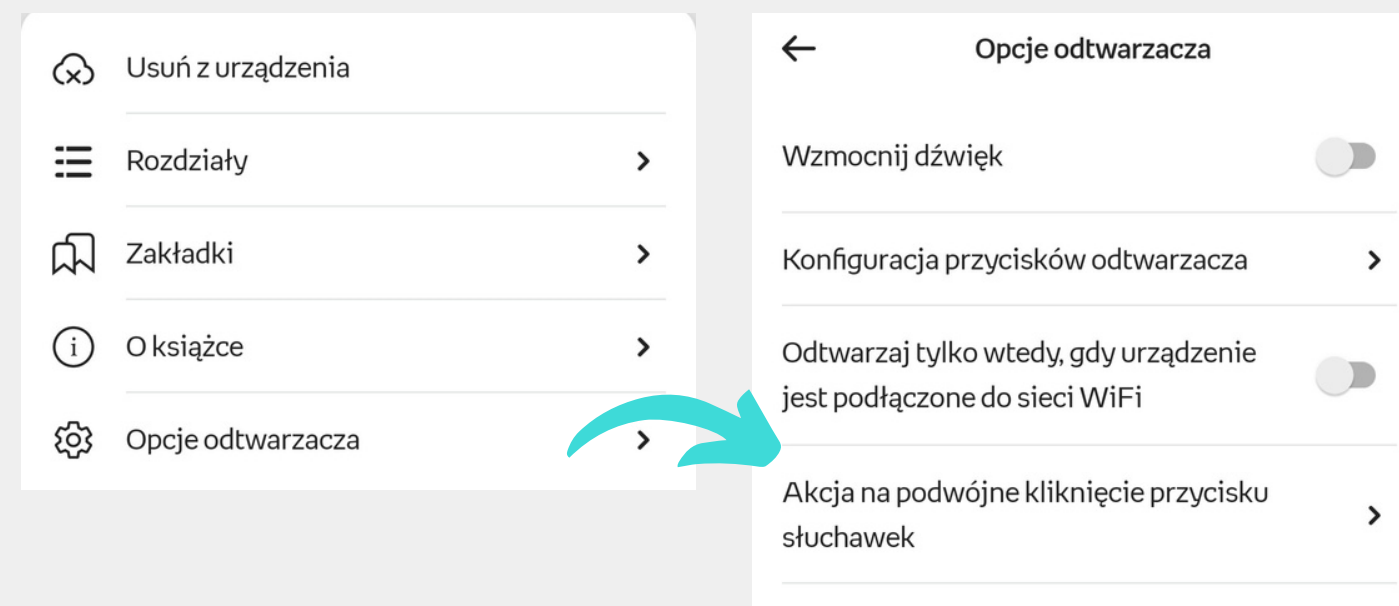 Usuń z urządzenia
Rozdziały
Zakładki
O książce
Opcje odtwarzacza
Opcje odtwarzacza
Wzmocnij dźwięk
Konfiguracja przycisków odtwarzacza
Odtwarzaj tylko wtedy, gdy urządzenie
jest podłączone do sieci WiFi
Akcja na podwójne kliknięcie przycisku
słuchawek